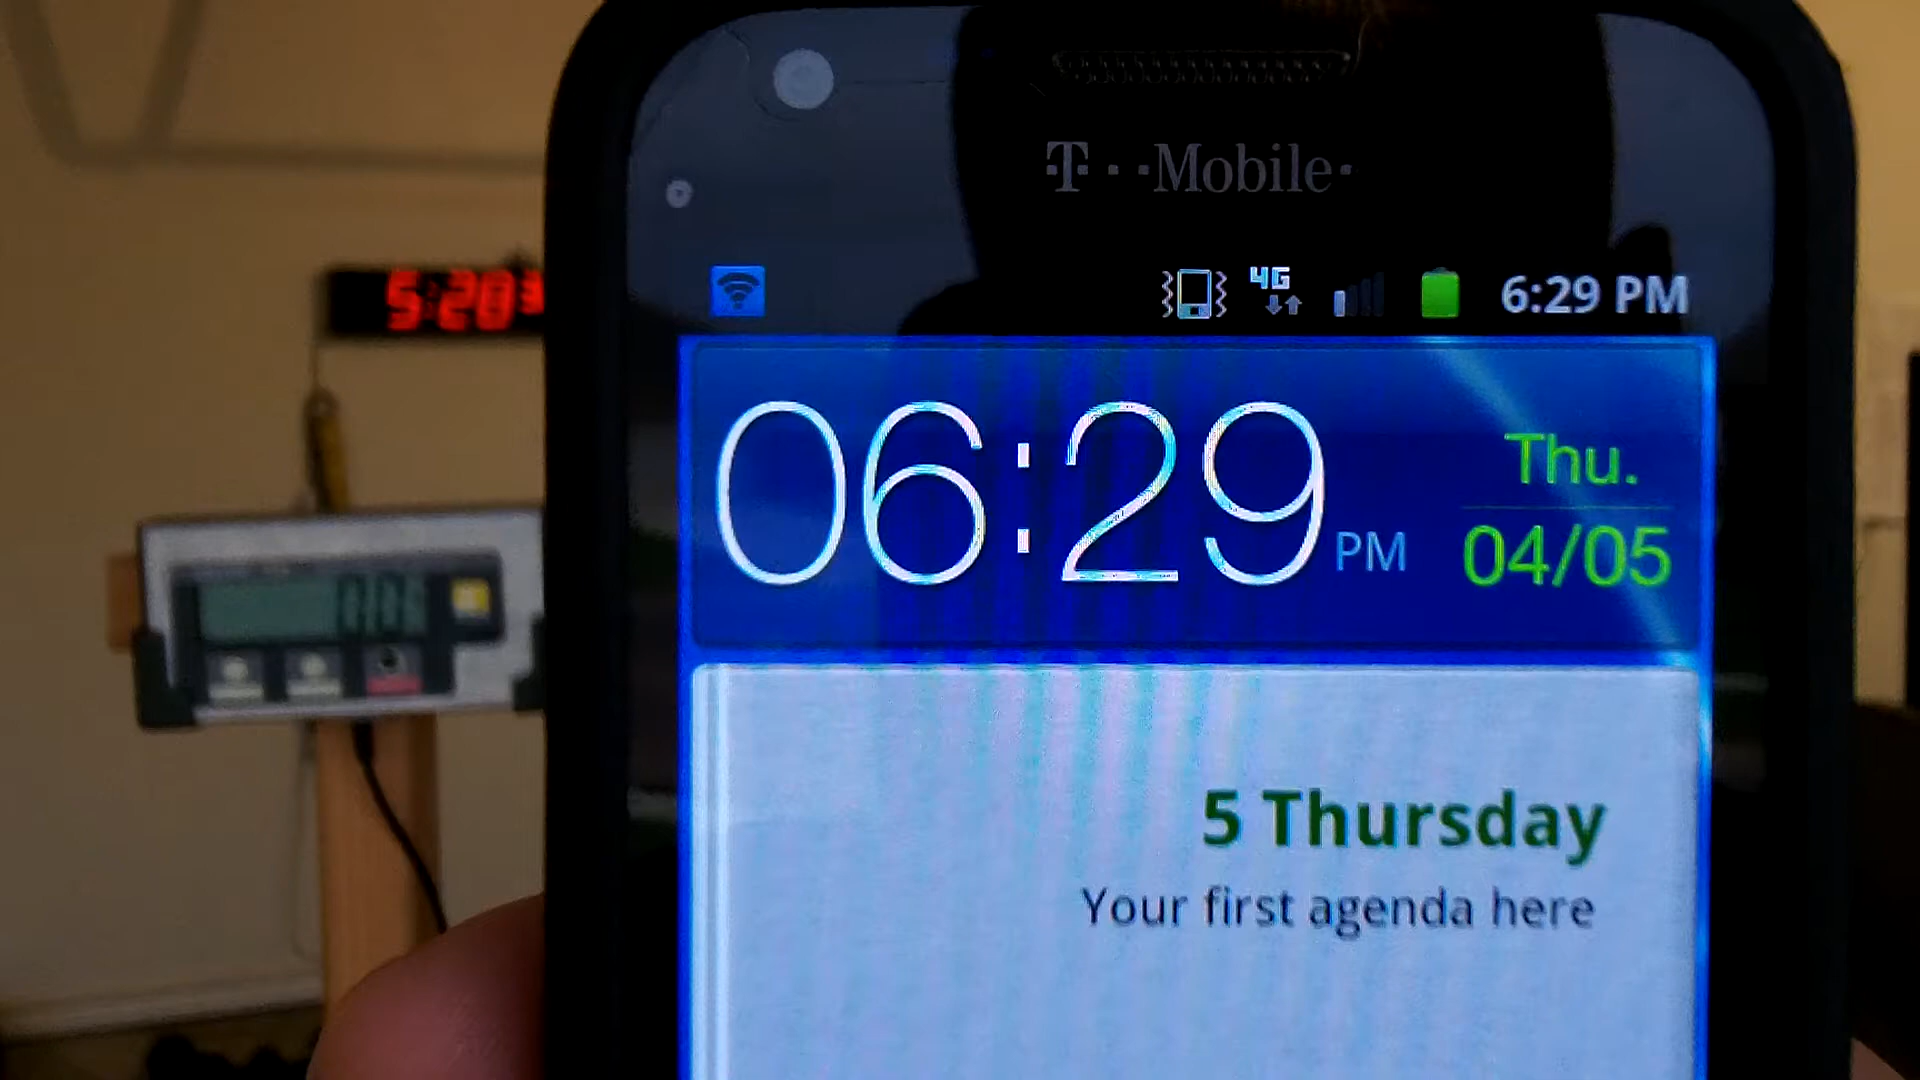 T··Mobile·
4G 6:29 PM
06:29 PM
Thu.
04/05
5 Thursday
Your first agenda here